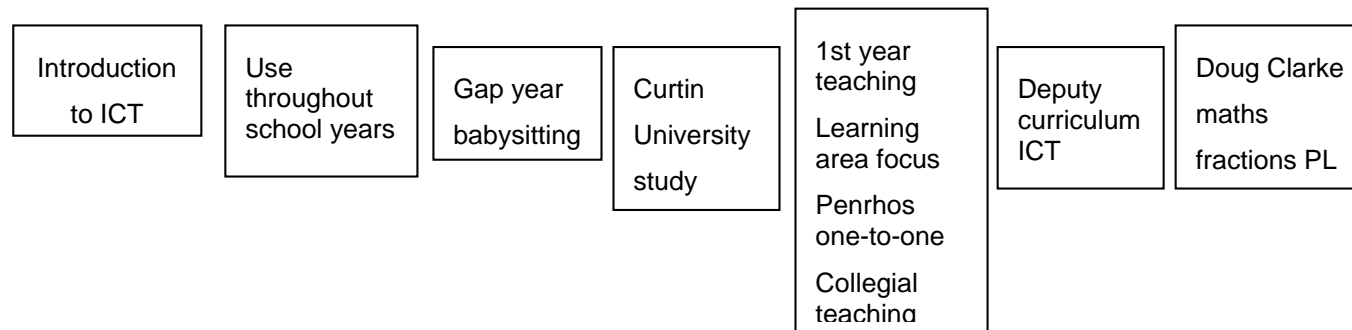 Introduction
to ICT
Use
throughout
school years
Gap year
babysitting
Curtin
University
study
1st year
teaching
Learning
area focus
Penrhos
one-to-one
Collegial
teaching
Deputy
curriculum
ICT
Doug Clarke
maths
fractions PL